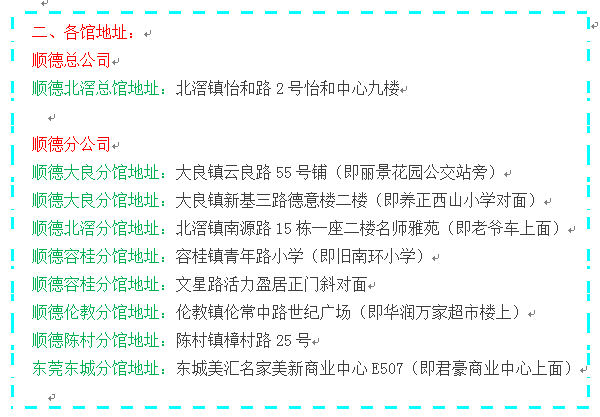 二、各馆地址：
顺德总公司
顺德北滘总馆地址：北滘镇怡和路2号怡和中心九楼
顺德分公司
顺德大良分馆地址：大良镇云良路55号铺（即丽景花园公交站旁）
顺德大良分馆地址：大良镇新基三路德意楼二楼（即养正西山小学对面）
顺德北滘分馆地址：北滘镇南源路15栋一座二楼名师雅苑（即老爷车上面）
顺德容桂分馆地址：容桂镇青年路小学（即旧南环小学）
顺德容桂分馆地址：文星路活力盈居正门斜对面
顺德伦教分馆地址：伦教镇伦常中路世纪广场（即华润万家超市楼上）
顺德陈村分馆地址：陈村镇樟村路25号
东莞东城分馆地址：东城美汇名家美新商业中心E507（即君豪商业中心上面）